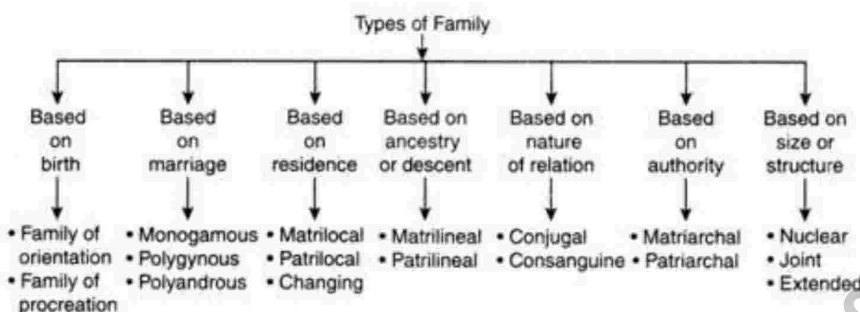 Types of Family
Based on birth
Based on marriage
Based on residence
Based on ancestry or descent
Based on nature of relation
Based on authority
Based on size or structure
• Family of orientation
• Family of procreation
• Monogamous
• Polygynous
• Polyandrous
• Matrilocal
• Patrilocal
• Changing
• Matrilineal
• Patrilineal
• Conjugal
• Consanguine
• Matriarchal
• Patriarchal
• Nuclear
• Joint
• Extended